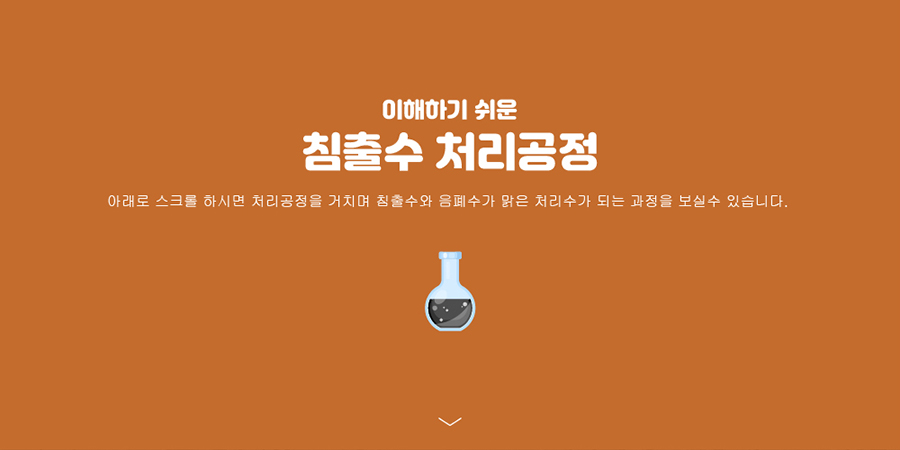 이해하기 쉬운
침출수 처리공정
아래로 스크롤 하시면 처리공정을 거치며 침출수와 음폐수가 맑은 처리수가 되는 과정을 보실수 있습니다.